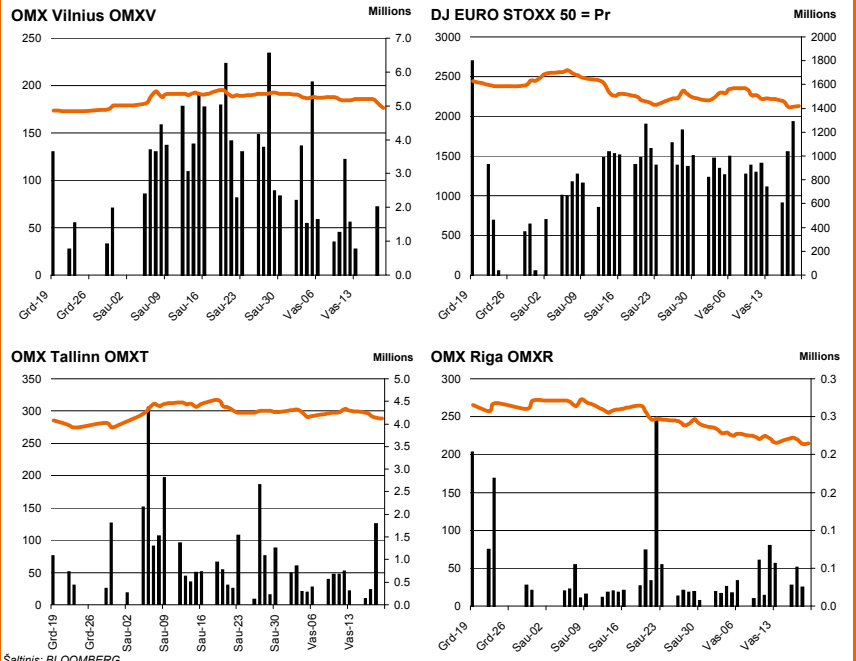 OMX Vilnius OMXV
Millions
250
200
150
100
50
0
7.0
6.0
5.0
4.0
3.0
2.0
1.0
0.0
Grd-19
Grd-26
Sau-02
Sau-09
Sau-16
Sau-23
Sau-30
Vas-06
Vas-13
DJ EURO STOXX 50 = Pr
Millions
3000
2500
2000
1500
1000
500
0
2000
1800
1600
1400
1200
1000
800
600
400
200
0
Grd-19
Grd-26
Sau-02
Sau-09
Sau-16
Sau-23
Sau-30
Vas-06
Vas-13
OMX Tallinn OMXT
Millions
350
300
250
200
150
100
50
0
5.0
4.5
4.0
3.5
3.0
2.5
2.0
1.5
1.0
0.5
0.0
Grd-19
Grd-26
Sau-02
Sau-09
Sau-16
Sau-23
Sau-30
Vas-06
Vas-13
OMX Riga OMXR
Millions
300
250
200
150
100
50
0
0.3
0.3
0.2
0.2
0.1
0.1
0.0
Grd-19
Grd-26
Sau-02
Sau-09
Sau-16
Sau-23
Sau-30
Vas-06
Vas-13
Šaltinis: BLOOMBERG